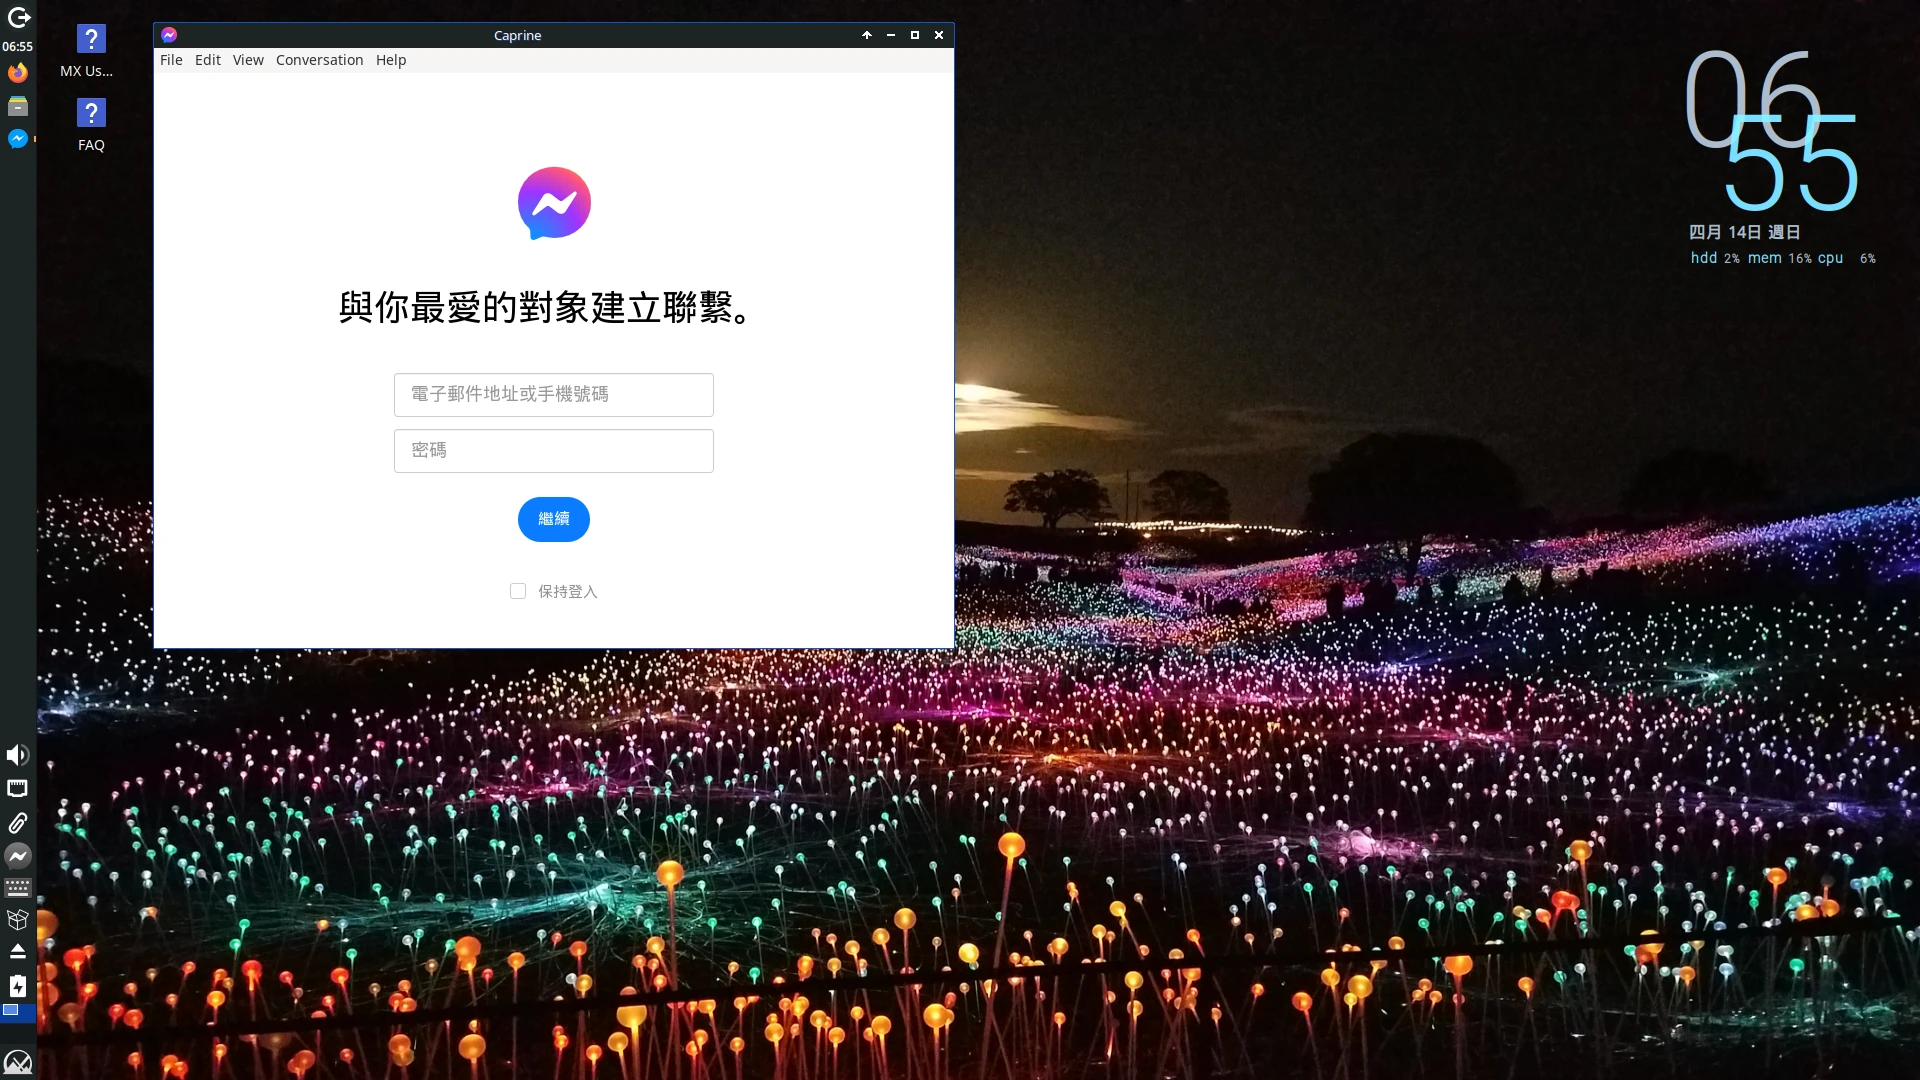 06:55
MX Us...
FAQ
Caprine
File Edit View Conversation Help
與你最愛的對象建立聯繫。
電子郵件地址或手機號碼
密碼
繼續
保持登入
06
55
四月 14日 週日
hdd 2% mem 16% cpu 6%